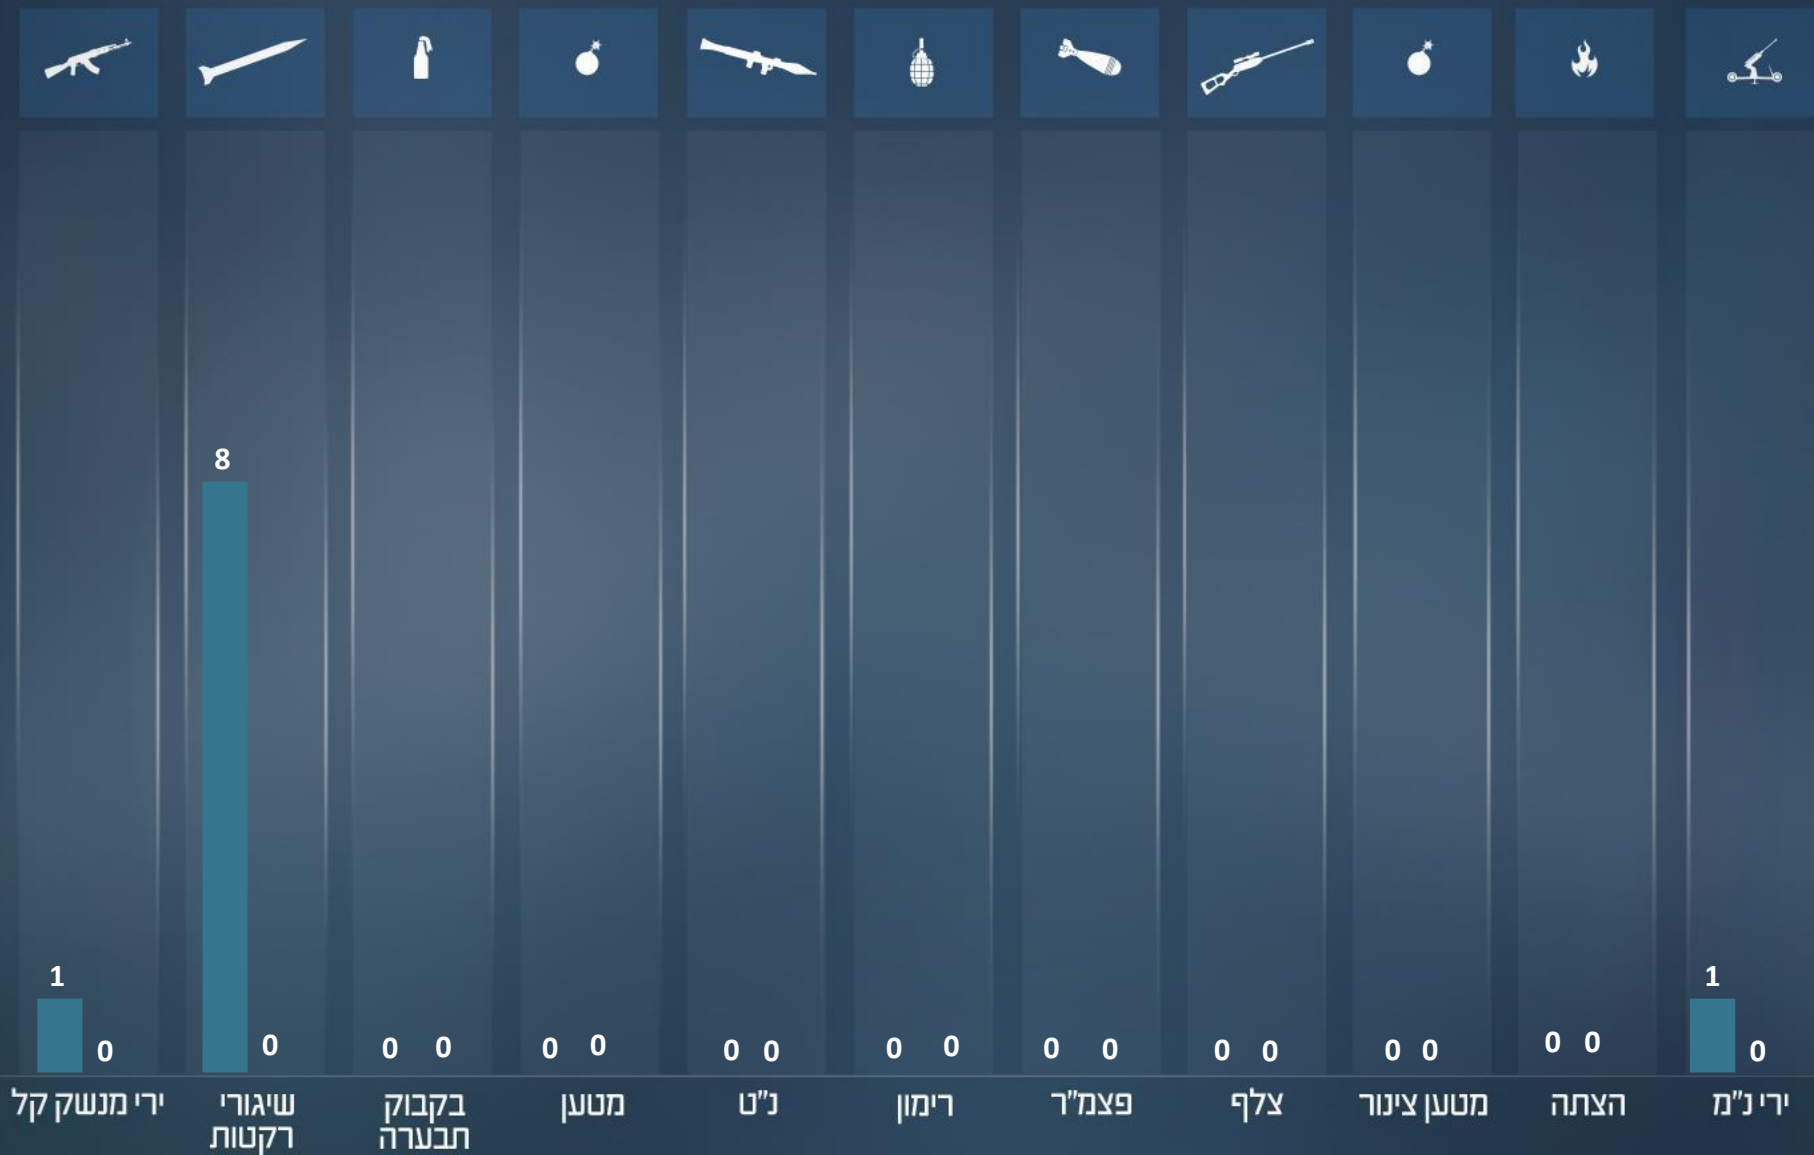 8
1
1
0
0
0 0
0 0
0 0
0 0
0 0
0 0
0 0
0 0
0
ירי מנשק קל
שיגורי
רקטות
בקבוק
תבערה
מטען
נ"ט
רימון
פצמ"ר
צלף
מטען צינור
הצתה
ירי נ"מ